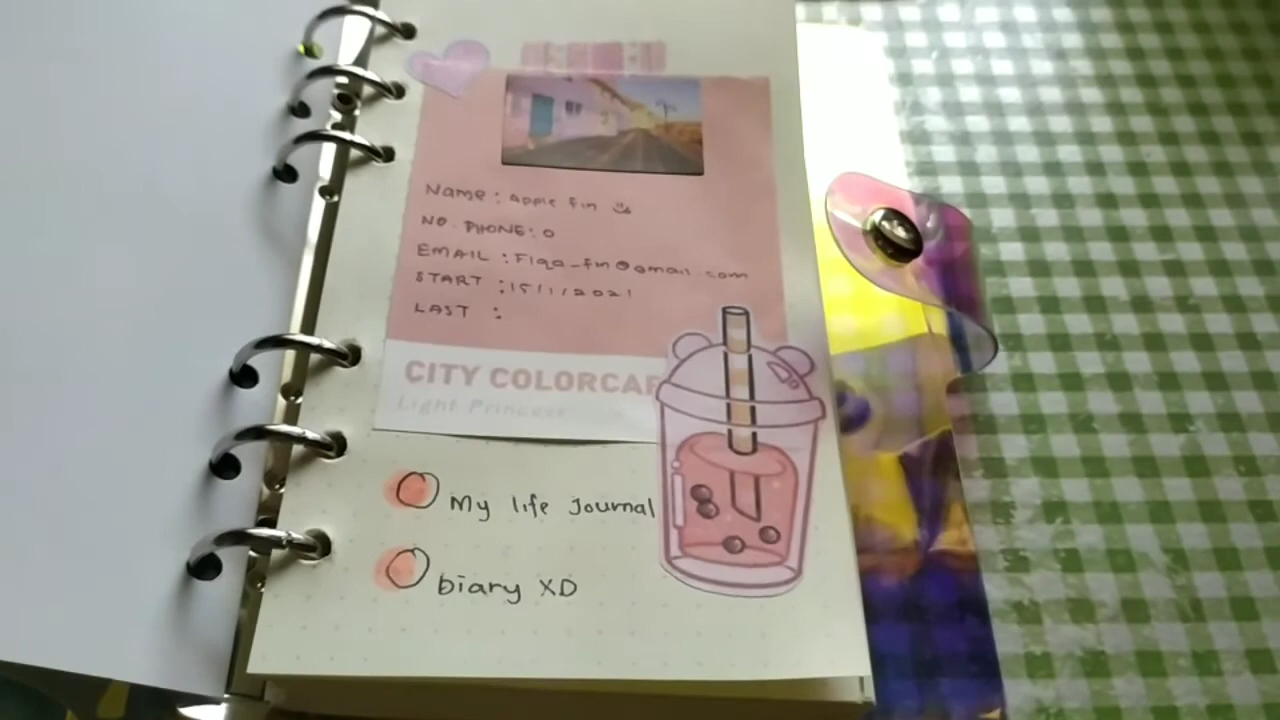 Name : Apple fin
NO. PHONE : 0
EMAIL : Fiqa_fin@gmail.com
START : 15/1/2021
LAST :
CITY COLORCAR
Light Princess
My life Journal
Diary XD